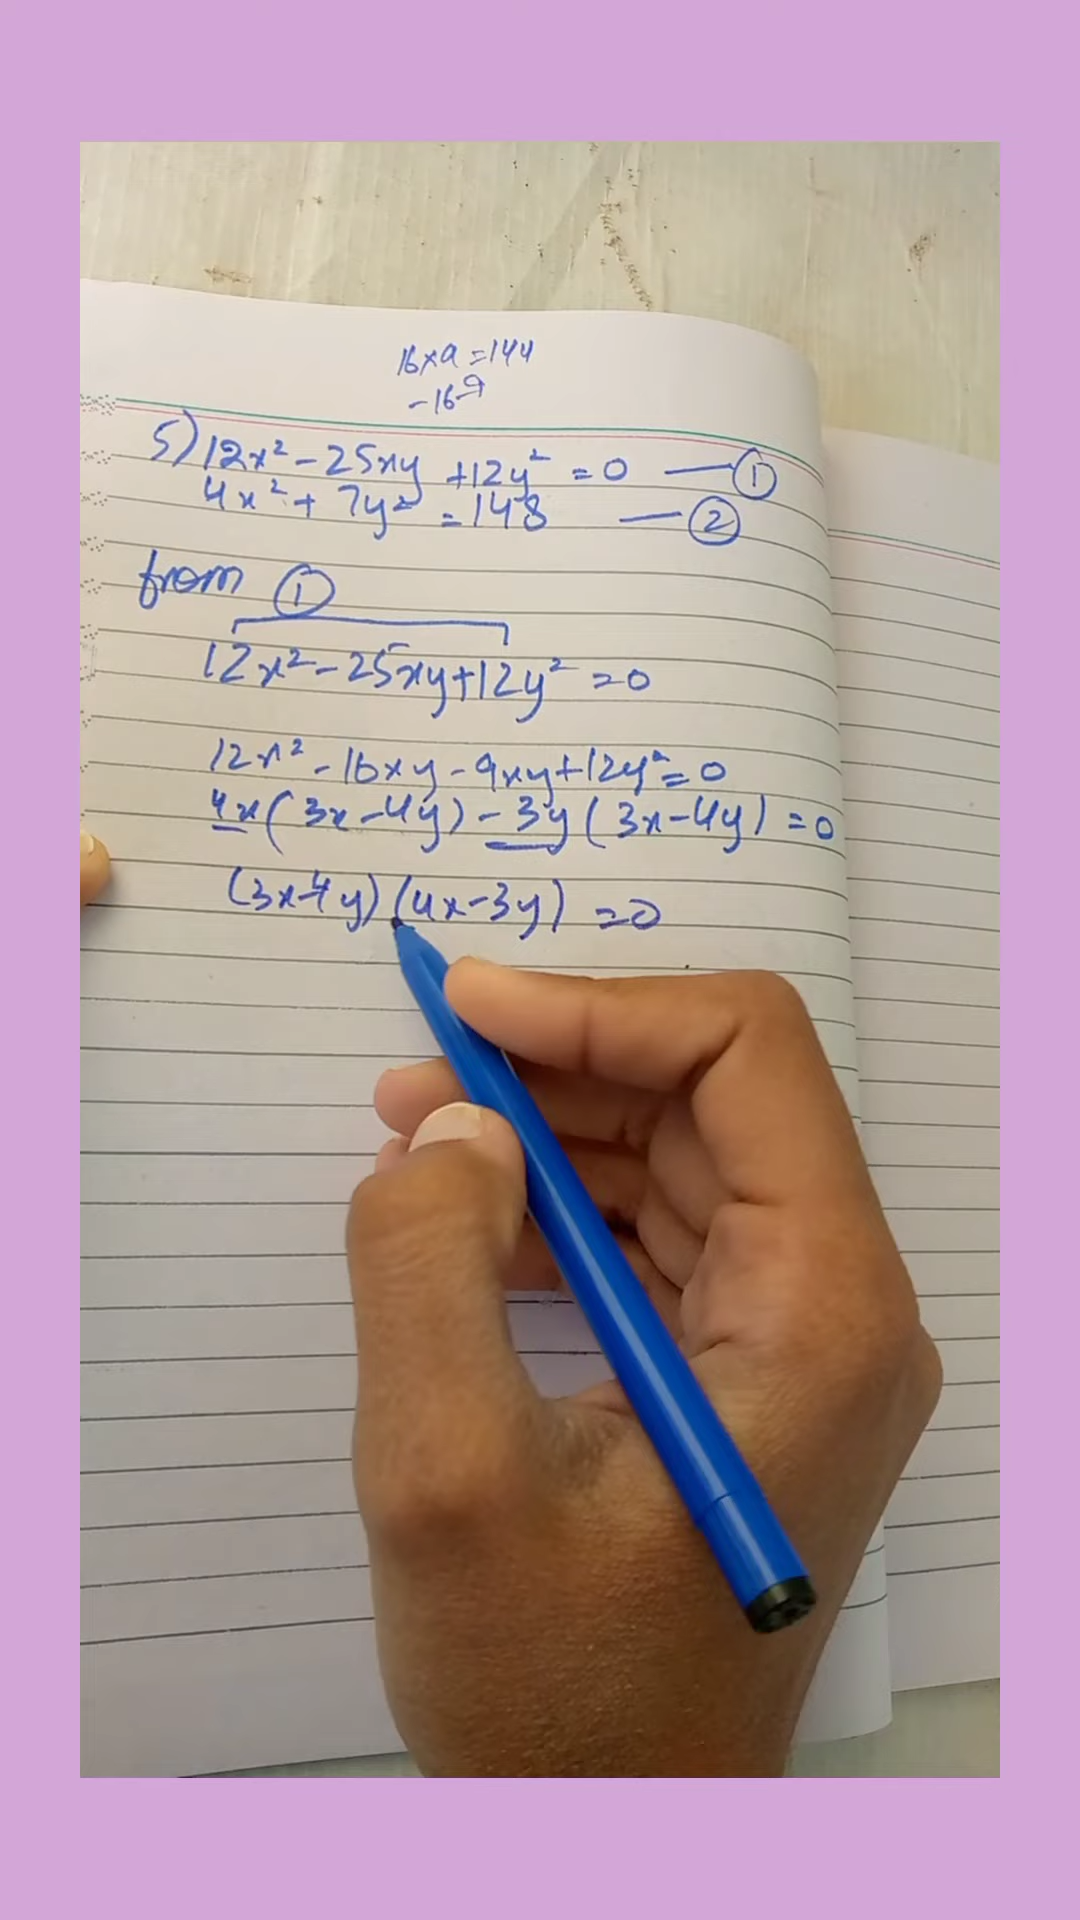 16×9=144
-16-9
5) 12x²-25xy+12y²=0 — ①
4x²+7y²=148 — ②
from ①
12x²-25xy+12y²=0
12x²-16xy-9xy+12y²=0
4x(3x-4y)-3y(3x-4y)=0
(3x-4y)(4x-3y)=0